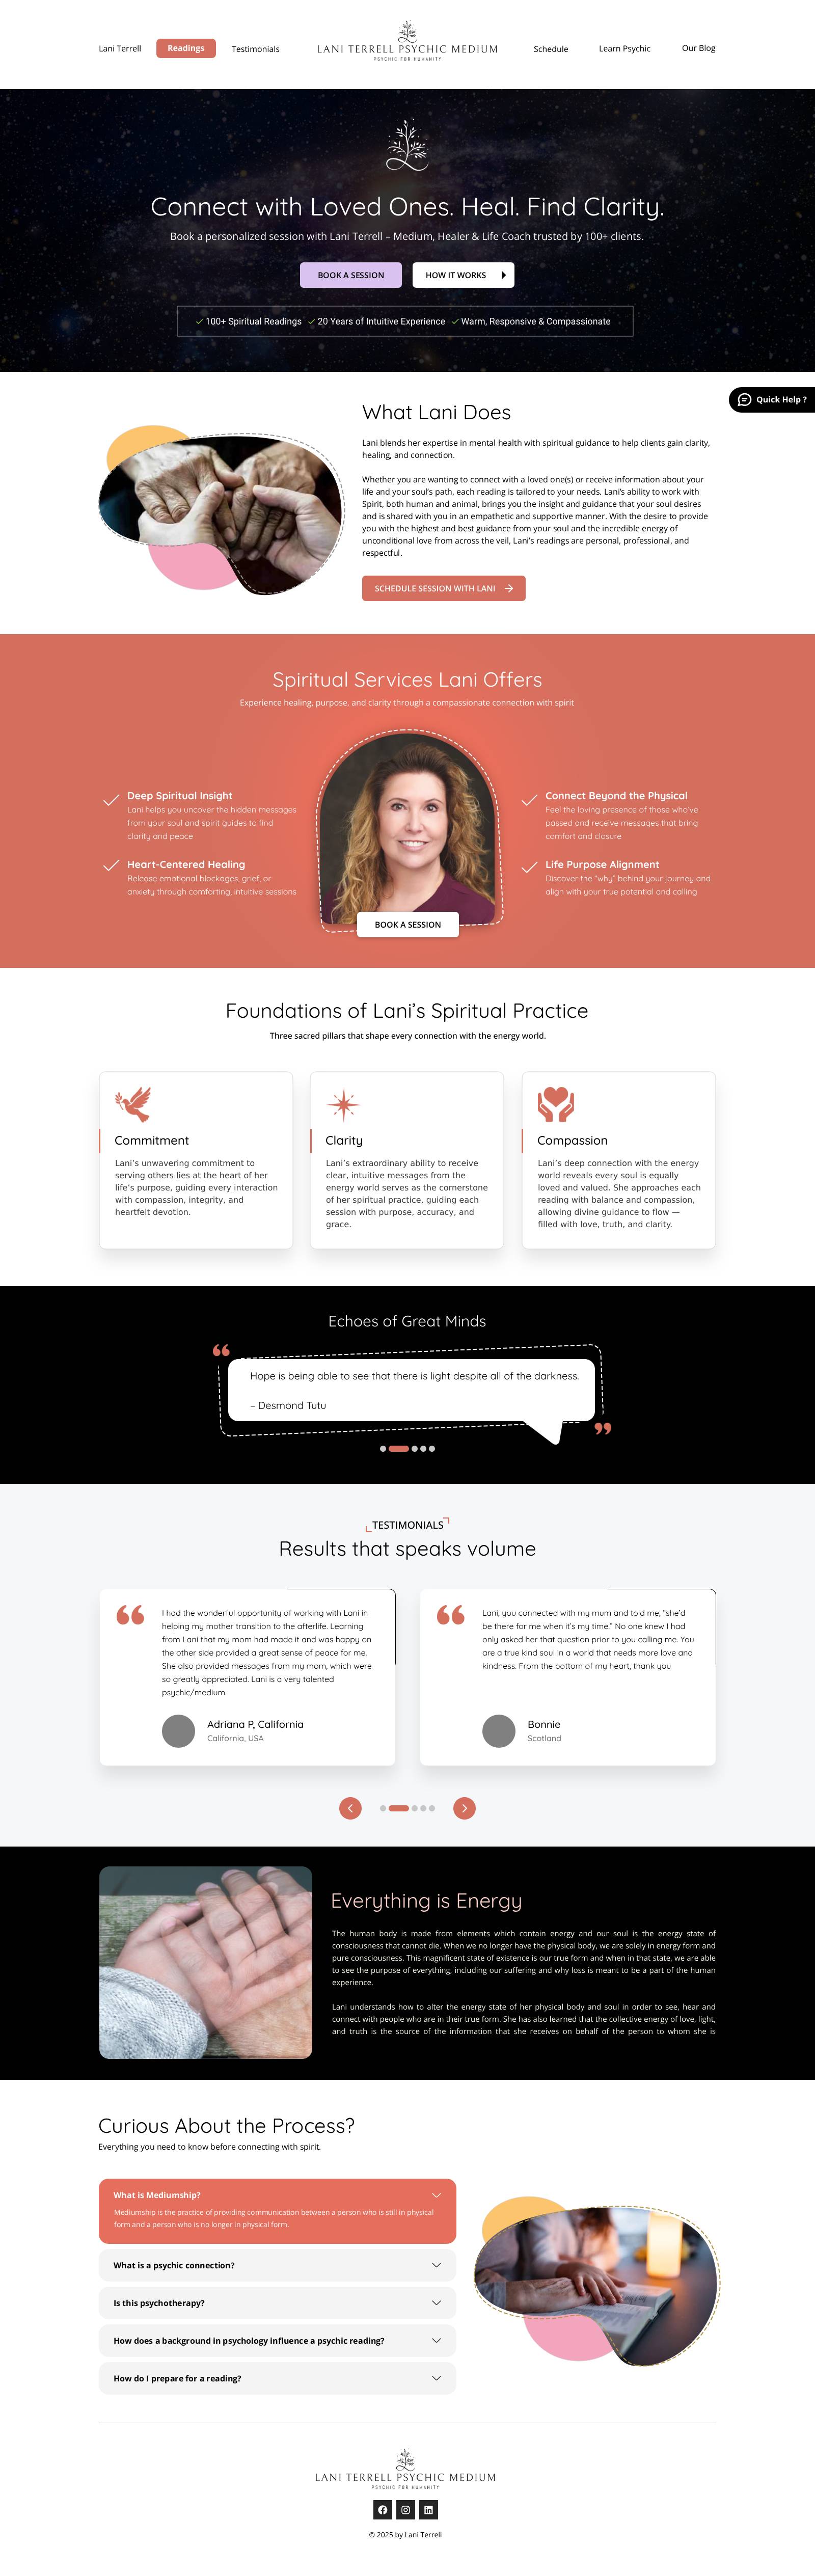 Lani Terrell
Readings
Testimonials
LANI TERRELL PSYCHIC MEDIUM
PSYCHIC FOR HUMANITY
Schedule
Learn Psychic
Our Blog
Connect with Loved Ones. Heal. Find Clarity.
Book a personalized session with Lani Terrell – Medium, Healer & Life Coach trusted by 100+ clients.
BOOK A SESSION
HOW IT WORKS
100+ Spiritual Readings
20 Years of Intuitive Experience
Warm, Responsive & Compassionate
Quick Help ?
What Lani Does
Lani blends her expertise in mental health with spiritual guidance to help clients gain clarity,
healing, and connection.
Whether you are wanting to connect with a loved one(s) or receive information about your
life and your soul's path, each reading is tailored to your needs. Lani's ability to work with
Spirit, both human and animal, brings you the insight and guidance that your soul desires
and is shared with you in an empathetic and supportive manner. With the desire to provide
you with the highest and best guidance from your soul and the incredible energy of
unconditional love from across the veil, Lani's readings are personal, professional, and
respectful.
SCHEDULE SESSION WITH LANI
Spiritual Services Lani Offers
Experience healing, purpose, and clarity through a compassionate connection with spirit
Deep Spiritual Insight
Lani helps you uncover the hidden messages
from your soul and spirit guides to find
clarity and peace
Heart-Centered Healing
Release emotional blockages, grief, or
anxiety through comforting, intuitive sessions
Connect Beyond the Physical
Feel the loving presence of those who've
passed and receive messages that bring
comfort and closure
Life Purpose Alignment
Discover the "why" behind your journey and
align with your true potential and calling
BOOK A SESSION
Foundations of Lani's Spiritual Practice
Three sacred pillars that shape every connection with the energy world.
Commitment
Lani's unwavering commitment to
serving others lies at the heart of her
life's purpose, guiding every interaction
with compassion, integrity, and
heartfelt devotion.
Clarity
Lani's extraordinary ability to receive
clear, intuitive messages from the
energy world serves as the cornerstone
of her spiritual practice, guiding each
session with purpose, accuracy, and
grace.
Compassion
Lani's deep connection with the energy
world reveals every soul is equally
loved and valued. She approaches each
reading with balance and compassion,
allowing divine guidance to flow —
filled with love, truth, and clarity.
Echoes of Great Minds
Hope is being able to see that there is light despite all of the darkness.
– Desmond Tutu
TESTIMONIALS
Results that speaks volume
I had the wonderful opportunity of working with Lani in
helping my mother transition to the afterlife. Learning
from Lani that my mom had made it and was happy on
the other side provided a great sense of peace for me.
She also provided messages from my mom, which were
so greatly appreciated. Lani is a very talented
psychic/medium.
Adriana P, California
California, USA
Lani, you connected with my mum and told me, "she'd
be there for me when it's my time." No one knew I had
only asked her that question prior to you calling me. You
are a true kind soul in a world that needs more love and
kindness. From the bottom of my heart, thank you
Bonnie
Scotland
Everything is Energy
The human body is made from elements which contain energy and our soul is the energy state of
consciousness that cannot die. When we no longer have the physical body, we are solely in energy form and
pure consciousness. This magnificent state of existence is our true form and when in that state, we are able
to see the purpose of everything, including our suffering and why loss is meant to be a part of the human
experience.
Lani understands how to alter the energy state of her physical body and soul in order to see, hear and
connect with people who are in their true form. She has also learned that the collective energy of love, light,
and truth is the source of the information that she receives on behalf of the person to whom she is
Curious About the Process?
Everything you need to know before connecting with spirit.
What is Mediumship?
Mediumship is the practice of providing communication between a person who is still in physical
form and a person who is no longer in physical form.
What is a psychic connection?
Is this psychotherapy?
How does a background in psychology influence a psychic reading?
How do I prepare for a reading?
LANI TERRELL PSYCHIC MEDIUM
PSYCHIC FOR HUMANITY
© 2025 by Lani Terrell